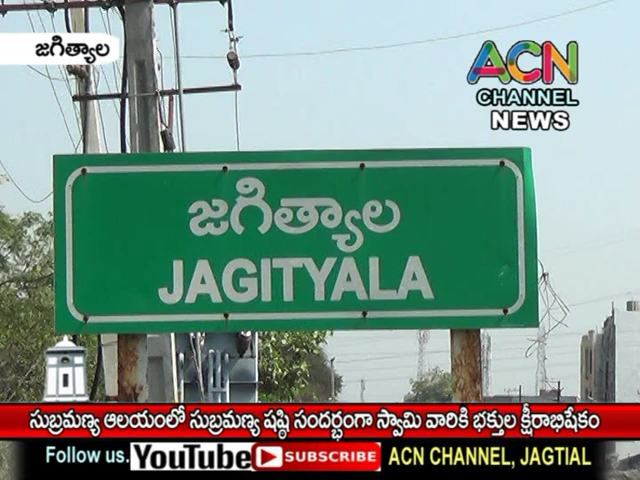 జగిత్యాల
ACN
CHANNEL
NEWS
జగిత్యాల
JAGITYALA
సుబ్రమణ్య ఆలయంలో సుబ్రమణ్య షష్ఠి సందర్భంగా స్వామి వారికి భక్తుల క్షీరాభిషేకం
Follow us. YouTube SUBSCRIBE ACN CHANNEL, JAGTIAL